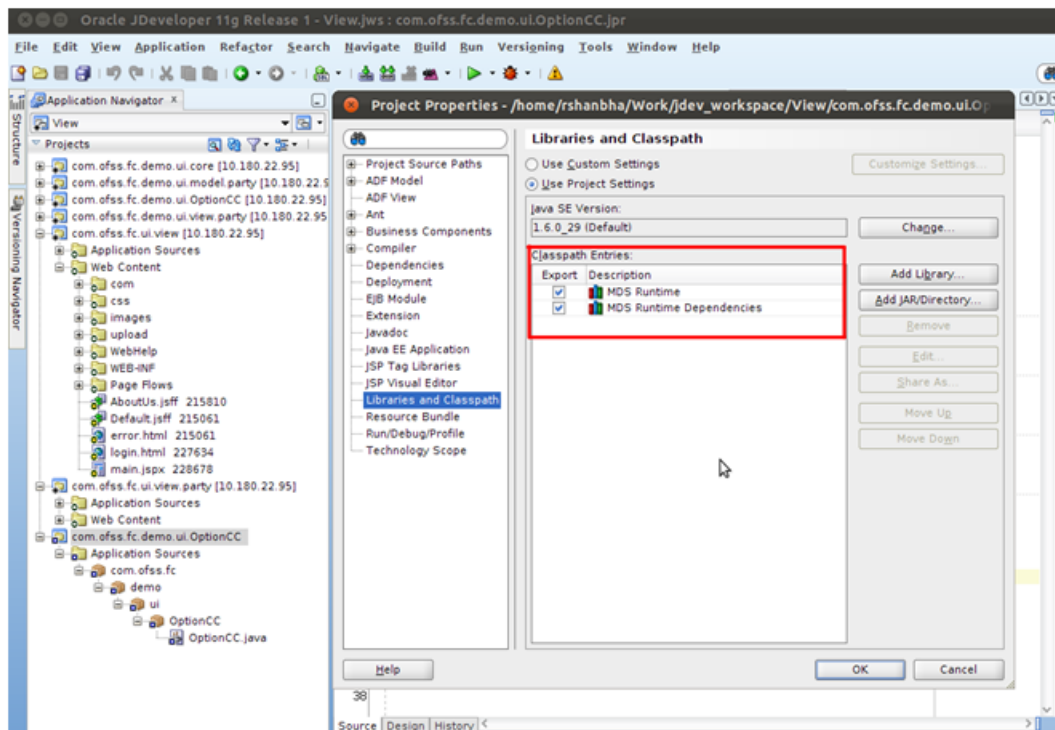 Oracle JDeveloper 11g Release 1 - View.jws : com.ofss.fc.demo.ui.OptionCC.jpr
File Edit View Application Refactor Search Navigate Build Run Versioning Tools Window Help
Application Navigator
View
Projects
com.ofss.fc.demo.ui.core [10.180.22.95]
com.ofss.fc.demo.ui.model.party [10.180.22.9
com.ofss.fc.demo.ui.OptionCC [10.180.22.95]
com.ofss.fc.demo.ui.view.party [10.180.22.95
com.ofss.fc.ui.view [10.180.22.95]
Application Sources
Web Content
com
css
images
upload
WebHelp
WEB-INF
Page Flows
AboutUs.jsff 215810
Default.jsff 215061
error.html 215061
login.html 227634
main.jspx 228678
com.ofss.fc.ui.view.party [10.180.22.95]
Application Sources
Web Content
com.ofss.fc.demo.ui.OptionCC
Application Sources
com.ofss.fc
demo
ui
OptionCC
OptionCC.java
Structure
Versioning Navigator
Project Properties - /home/rshanbha/Work/jdev_workspace/View/com.ofss.fc.demo.ui.Op
Project Source Paths
ADF Model
ADF View
Ant
Business Components
Compiler
Dependencies
Deployment
EJB Module
Extension
Javadoc
Java EE Application
JSP Tag Libraries
JSP Visual Editor
Libraries and Classpath
Resource Bundle
Run/Debug/Profile
Technology Scope
Libraries and Classpath
Use Custom Settings
Customize Settings...
Use Project Settings
Java SE Version:
1.6.0_29 (Default)
Change...
Classpath Entries:
Export Description
MDS Runtime
MDS Runtime Dependencies
Add Library...
Add JAR/Directory...
Remove
Edit...
Share As...
Move Up
Move Down
Help
OK
Cancel
38
Source Design History